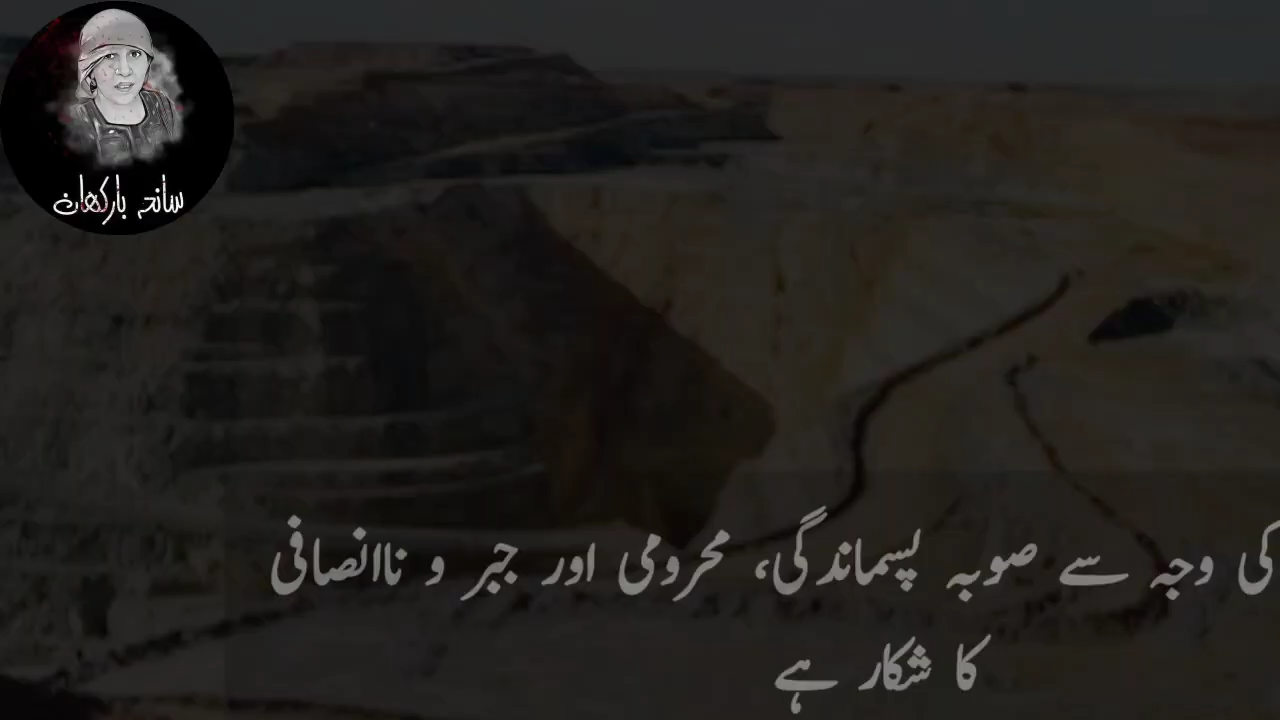 سانحہ بارکھان
کی وجہ سے صوبہ پسماندگی، محرومی اور جبر و ناانصافی
کا شکار ہے